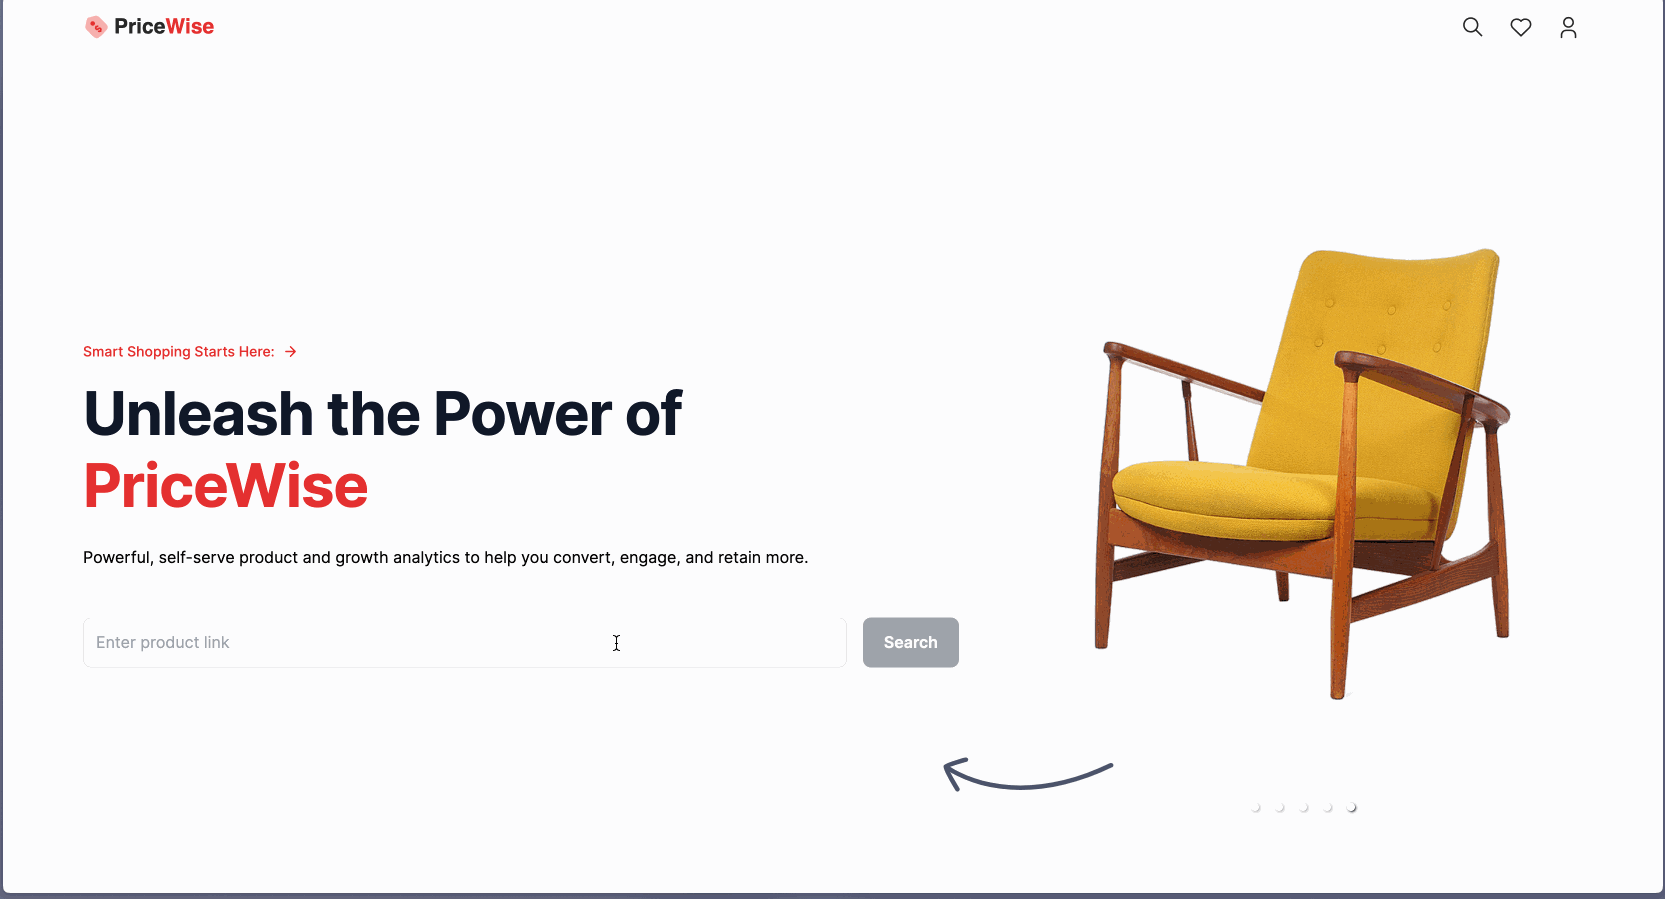 PriceWise
Smart Shopping Starts Here:
Unleash the Power of
PriceWise
Powerful, self-serve product and growth analytics to help you convert, engage, and retain more.
Enter product link
Search